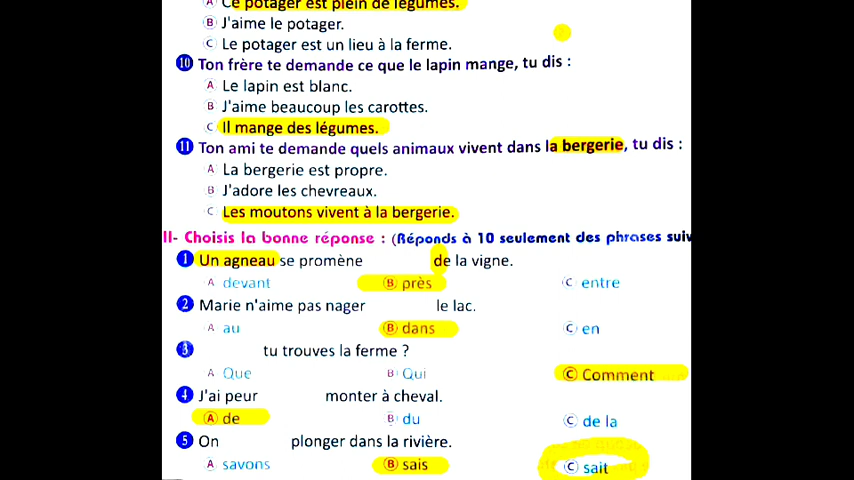 A Ce potager est plein de légumes.
B J'aime le potager.
C Le potager est un lieu à la ferme.
10 Ton frère te demande ce que le lapin mange, tu dis :
A Le lapin est blanc.
B J'aime beaucoup les carottes.
C Il mange des légumes.
11 Ton ami te demande quels animaux vivent dans la bergerie, tu dis :
A La bergerie est propre.
B J'adore les chevreaux.
C Les moutons vivent à la bergerie.
II- Choisis la bonne réponse : (Réponds à 10 seulement des phrases suiv
1 Un agneau se promène de la vigne.
A devant B près C entre
2 Marie n'aime pas nager le lac.
A au B dans C en
3 tu trouves la ferme ?
A Que B Qui C Comment
4 J'ai peur monter à cheval.
A de B du C de la
5 On plonger dans la rivière.
A savons B sais C sait